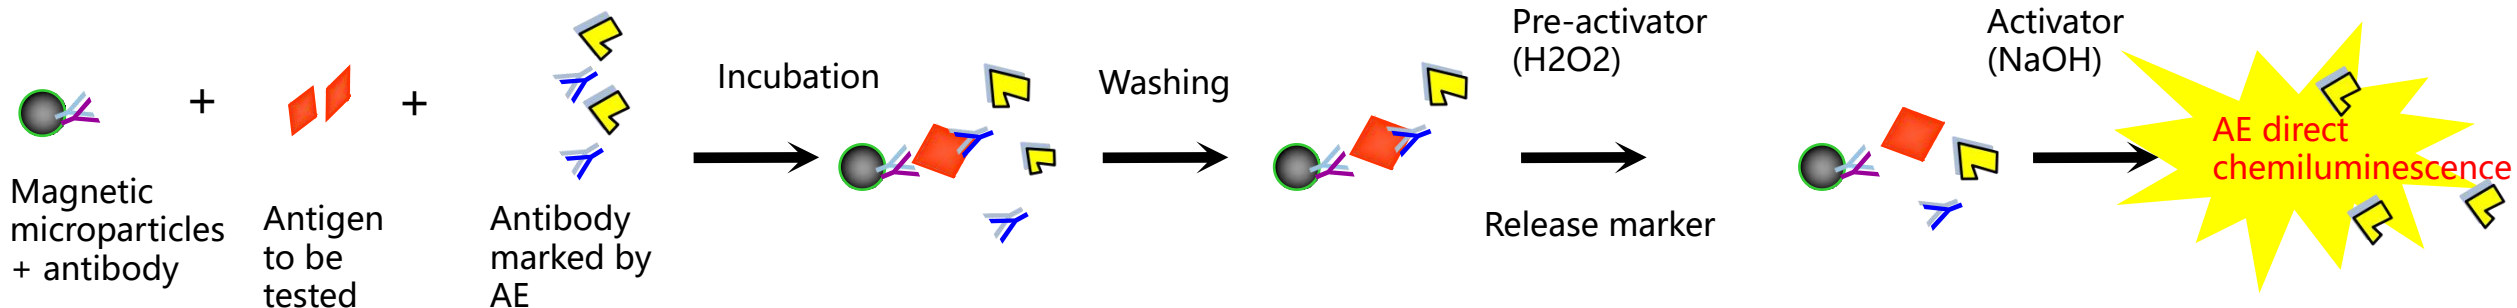 Magnetic
microparticles
+ antibody
+
Antigen
to be
tested
+
Antibody
marked by
AE
Incubation
Washing
Pre-activator
(H2O2)
Release marker
Activator
(NaOH)
AE direct
chemiluminescence